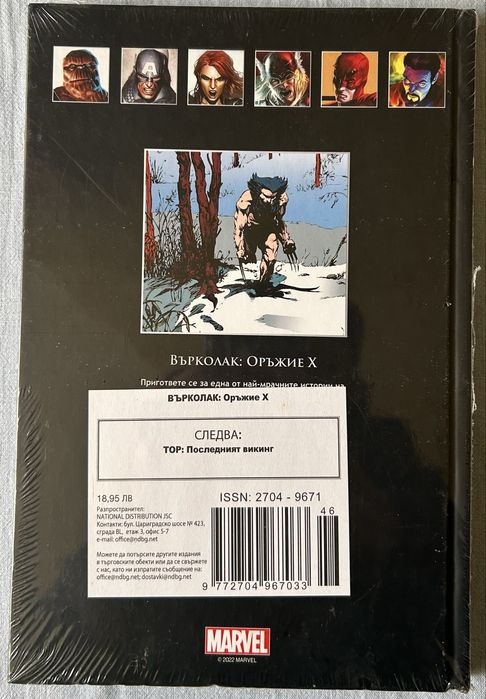 Върколак: Оръжие X
Пригответе се за една от най-мрачните истории на
ВЪРКОЛАК: Оръжие X
СЛЕДВА:
ТОР: Последният викинг
18,95 ЛВ
Разпространител:
NATIONAL DISTRIBUTION JSC
Контакти: бул. Цариградско шосе № 423,
сграда BL, етаж 3, офис 5-7
e-mail: office@ndbg.net
Можете да потърсите другите издания
в търговските обекти или да се свържете
с нас, като ни изпратите съобщение на:
office@ndbg.net; dostavki@ndbg.net
ISSN: 2704 - 9671
46
9 772704 967033
MARVEL
© 2022 MARVEL